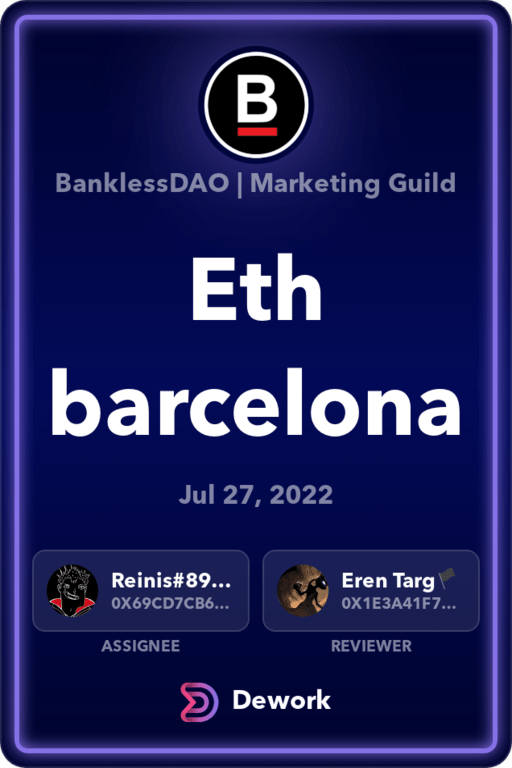 B
BanklessDAO | Marketing Guild
Eth
barcelona
Jul 27, 2022
Reinis#89...
0X69CD7CB6...
ASSIGNEE
Eren Targ🏴
0X1E3A41F7...
REVIEWER
Dework